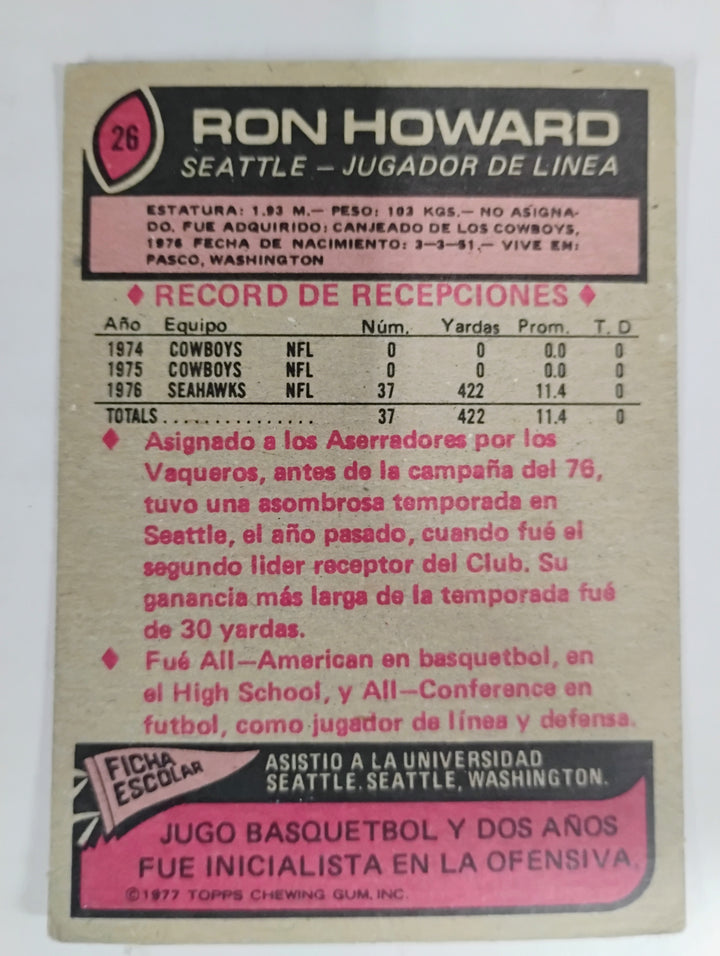 26
RON HOWARD
SEATTLE – JUGADOR DE LINEA
ESTATURA: 1.93 M.— PESO: 103 KGS.— NO ASIGNA-
DO. FUE ADQUIRIDO: CANJEADO DE LOS COWBOYS,
1976 FECHA DE NACIMIENTO: 3-3-51.— VIVE EN:
PASCO, WASHINGTON
♦ RECORD DE RECEPCIONES ♦
Año Equipo Núm. Yardas Prom. T. D
1974 COWBOYS NFL 0 0 0.0 0
1975 COWBOYS NFL 0 0 0.0 0
1976 SEAHAWKS NFL 37 422 11.4 0
TOTALS............... 37 422 11.4 0
♦ Asignado a los Aserradores por los
Vaqueros, antes de la campaña del 76,
tuvo una asombrosa temporada en
Seattle, el año pasado, cuando fué el
segundo lider receptor del Club. Su
ganancia más larga de la temporada fué
de 30 yardas.
♦ Fué All—American en basquetbol, en
el High School, y All—Conference en
futbol, como jugador de línea y defensa.
FICHA
ESCOLAR
ASISTIO A LA UNIVERSIDAD
SEATTLE. SEATTLE, WASHINGTON.
JUGO BASQUETBOL Y DOS AÑOS
FUE INICIALISTA EN LA OFENSIVA.
©1977 TOPPS CHEWING GUM, INC.